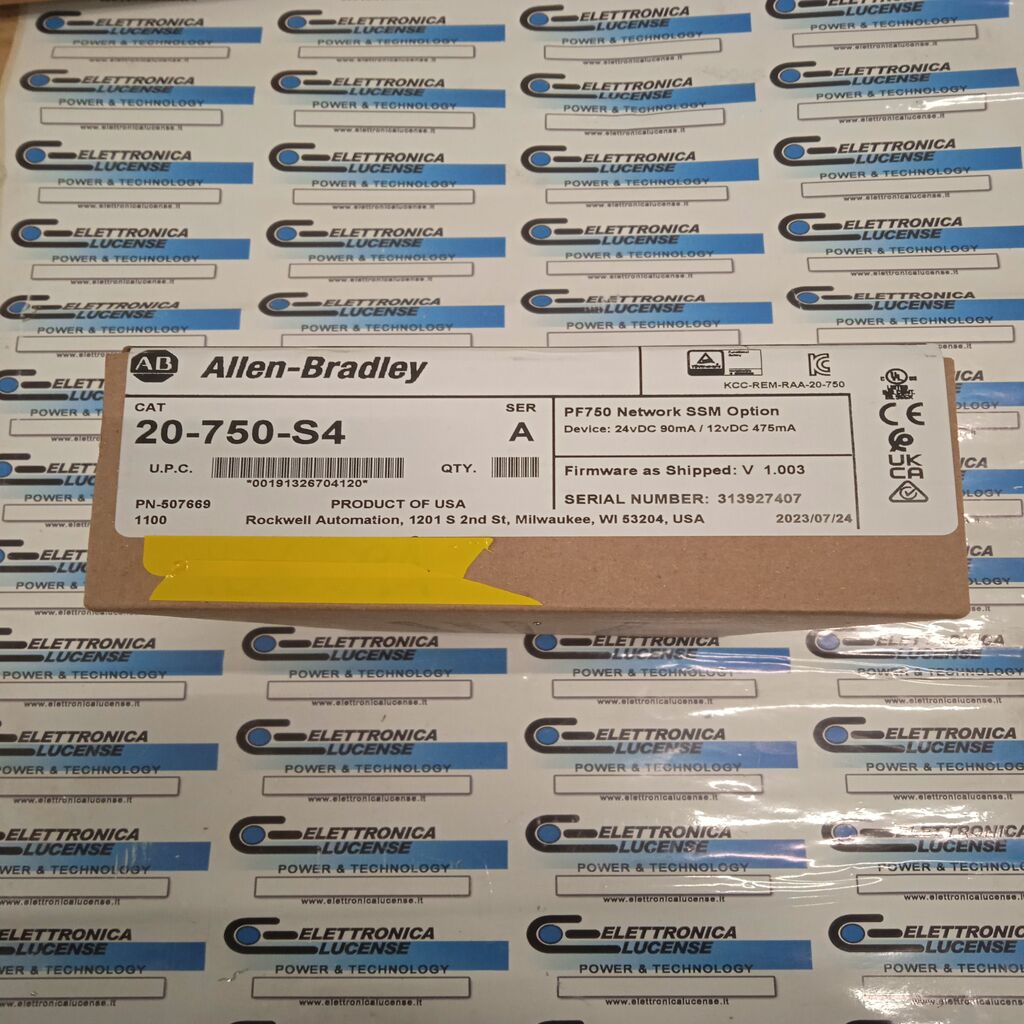 ELETTRONICA
LUCENSE
POWER & TECHNOLOGY
www.elettronicalucense.it
AB Allen-Bradley
KCC-REM-RAA-20-750
CAT
20-750-S4
SER
A
U.P.C.
*00191326704120*
QTY.
PN-507669
1100
PRODUCT OF USA
Rockwell Automation, 1201 S 2nd St, Milwaukee, WI 53204, USA
PF750 Network SSM Option
Device: 24vDC 90mA / 12vDC 475mA
Firmware as Shipped: V 1.003
SERIAL NUMBER: 313927407
2023/07/24
UL
CE
UK
CA